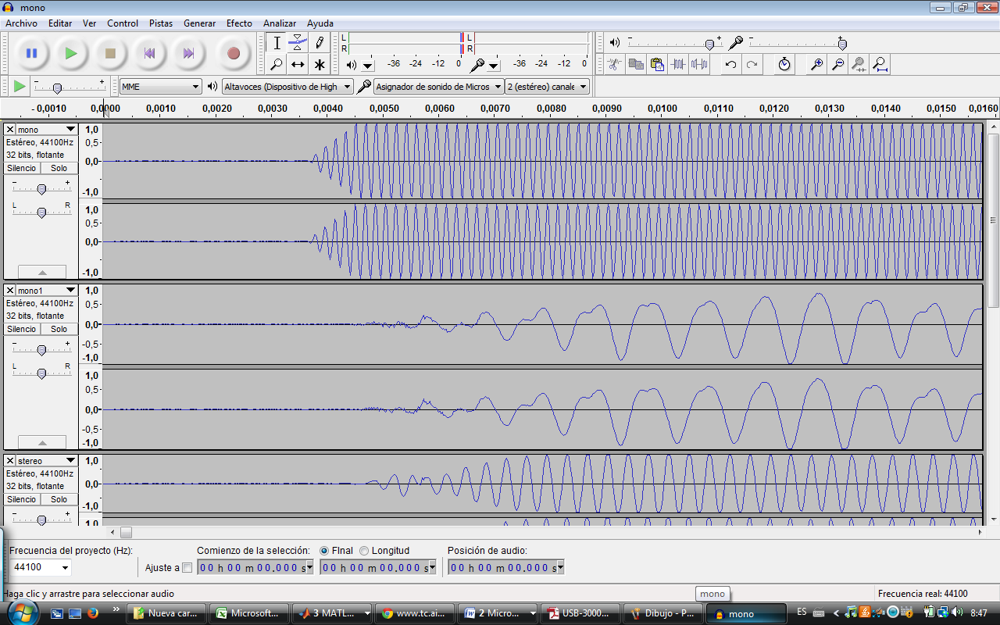 mono
Archivo Editar Ver Control Pistas Generar Efecto Analizar Ayuda
L
R
-36 -24 -12 0
L
R
-36 -24 -12 0
MME
Altavoces (Dispositivo de High
Asignador de sonido de Micros
2 (estéreo) canale
- 0,0010 0,0000 0,0010 0,0020 0,0030 0,0040 0,0050 0,0060 0,0070 0,0080 0,0090 0,0100 0,0110 0,0120 0,0130 0,0140 0,0150 0,0160
mono
Estéreo, 44100Hz
32 bits, flotante
Silencio Solo
- +
L R
1,0
0,5-
0,0-
-1,0
1,0
0,5-
0,0-
-1,0
mono1
Estéreo, 44100Hz
32 bits, flotante
Silencio Solo
- +
L R
1,0
0,5-
0,0-
-0,5-
-1,0
1,0
0,5-
0,0-
-0,5-
-1,0
stereo
Estéreo, 44100Hz
32 bits, flotante
Silencio Solo
- +
1,0
0,0-
-1,0
1,0
Frecuencia del proyecto (Hz):
44100
Ajuste a
Comienzo de la selección:
00 h 00 m 00.000 s
FInal Longitud
00 h 00 m 00.000 s
Posición de audio:
00 h 00 m 00.000 s
Haga clic y arrastre para seleccionar audio
mono
Frecuencia real: 44100
» Nueva car... Microsoft... 3 MATL... www.tc.ai... 2 Micro... USB-3000... Dibujo - P... mono
ES
8:47